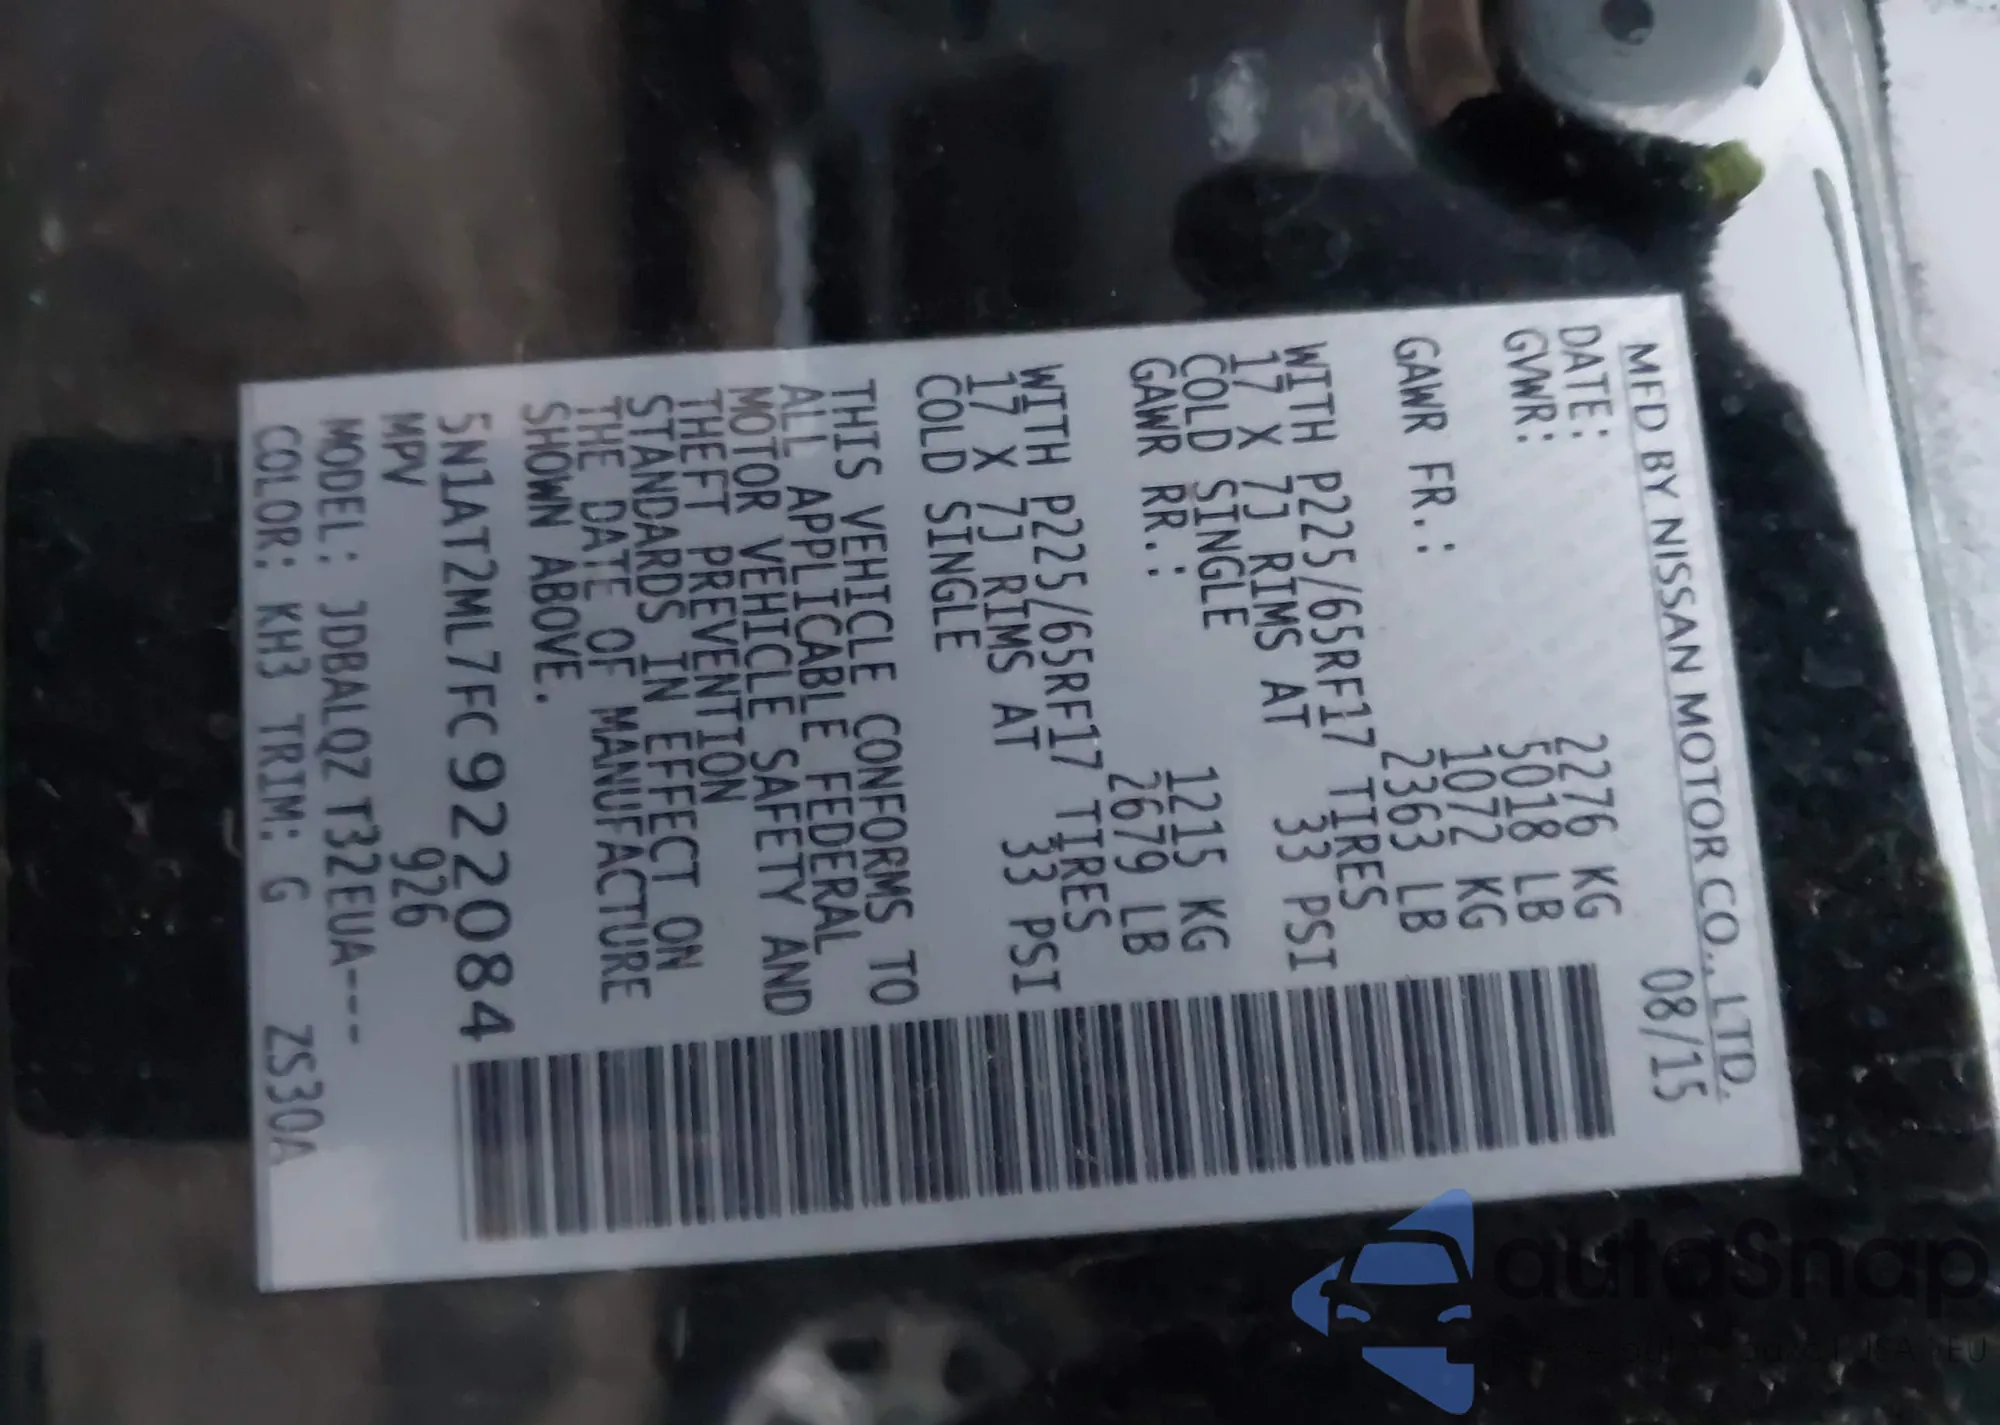 MFD BY NISSAN MOTOR CO., LTD.
DATE: 08/15
GVWR: 2276 KG
5018 LB
GAWR FR.: 1072 KG
2363 LB
WITH P225/65RF17 TIRES
17 X 7J RIMS AT 33 PSI
COLD SINGLE
GAWR RR.: 1215 KG
2679 LB
WITH P225/65RF17 TIRES
17 X 7J RIMS AT 33 PSI
COLD SINGLE
THIS VEHICLE CONFORMS TO
ALL APPLICABLE FEDERAL
MOTOR VEHICLE SAFETY AND
THEFT PREVENTION
STANDARDS IN EFFECT ON
THE DATE OF MANUFACTURE
SHOWN ABOVE.
5N1AT2ML7FC922084
MPV 926
MODEL: JDBALQZ T32EUA---
COLOR: KH3 TRIM: G ZS30A
autoSnap